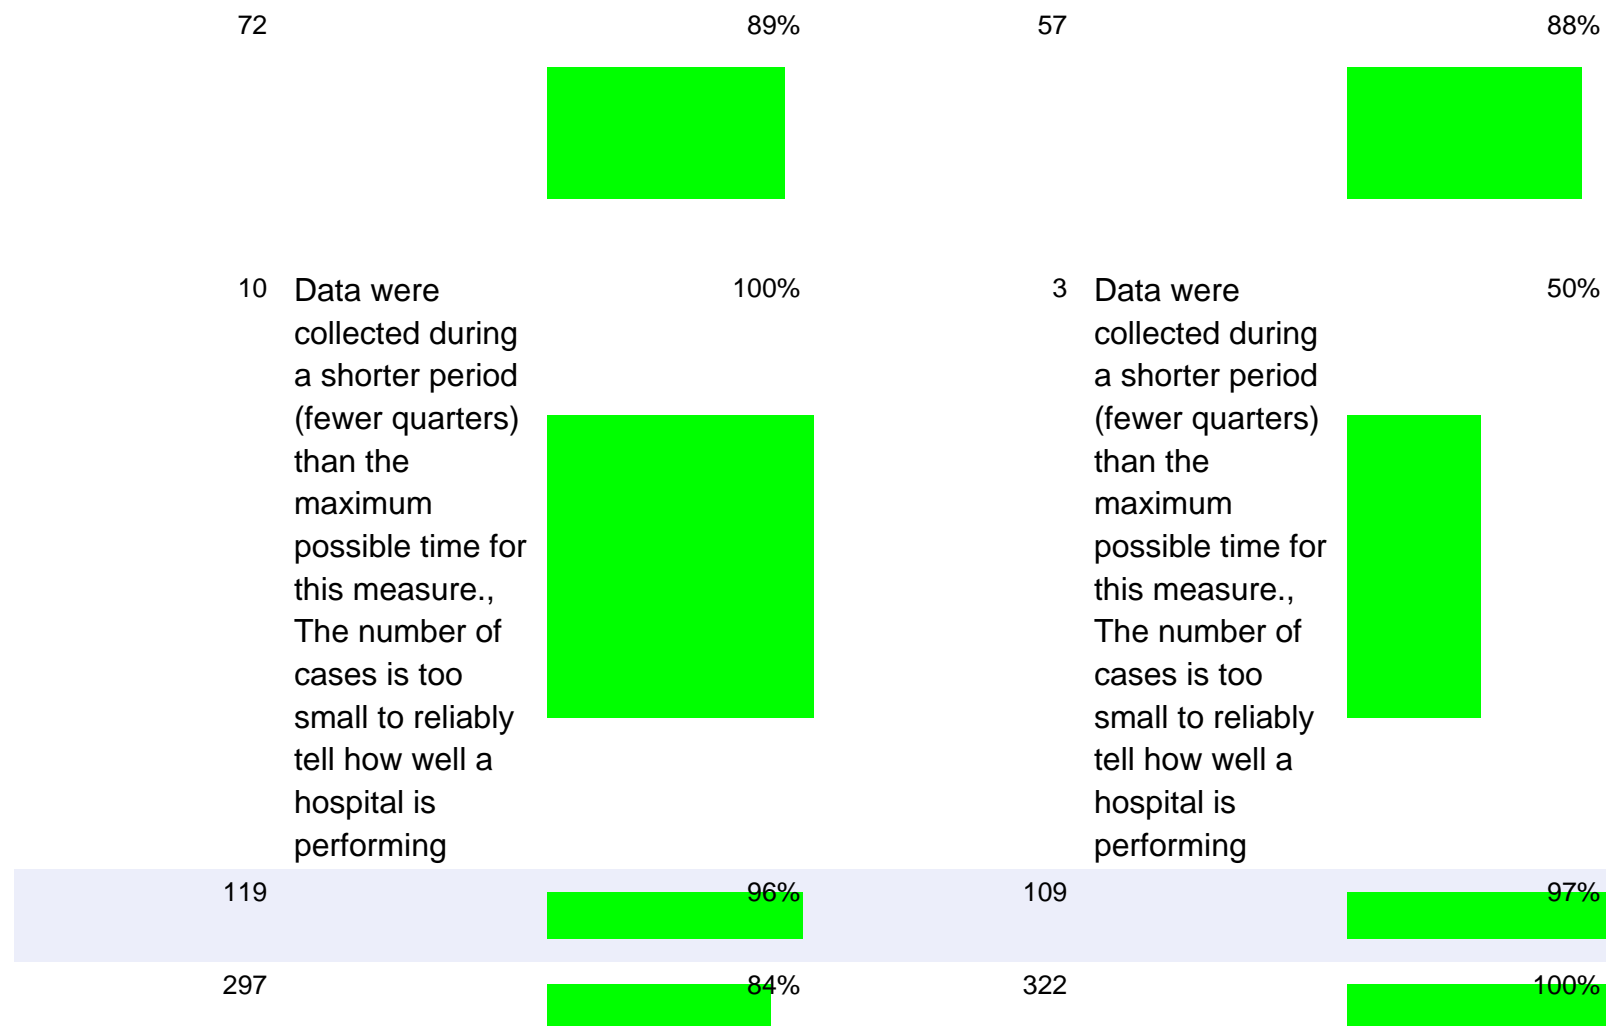 72 89% 57 88%
10 Data were 100% 3 Data were 50%
collected during collected during
a shorter period a shorter period
(fewer quarters) (fewer quarters)
than the than the
maximum maximum
possible time for possible time for
this measure., this measure.,
The number of The number of
cases is too cases is too
small to reliably small to reliably
tell how well a tell how well a
hospital is hospital is
performing performing
119 96% 109 97%
297 84% 322 100%